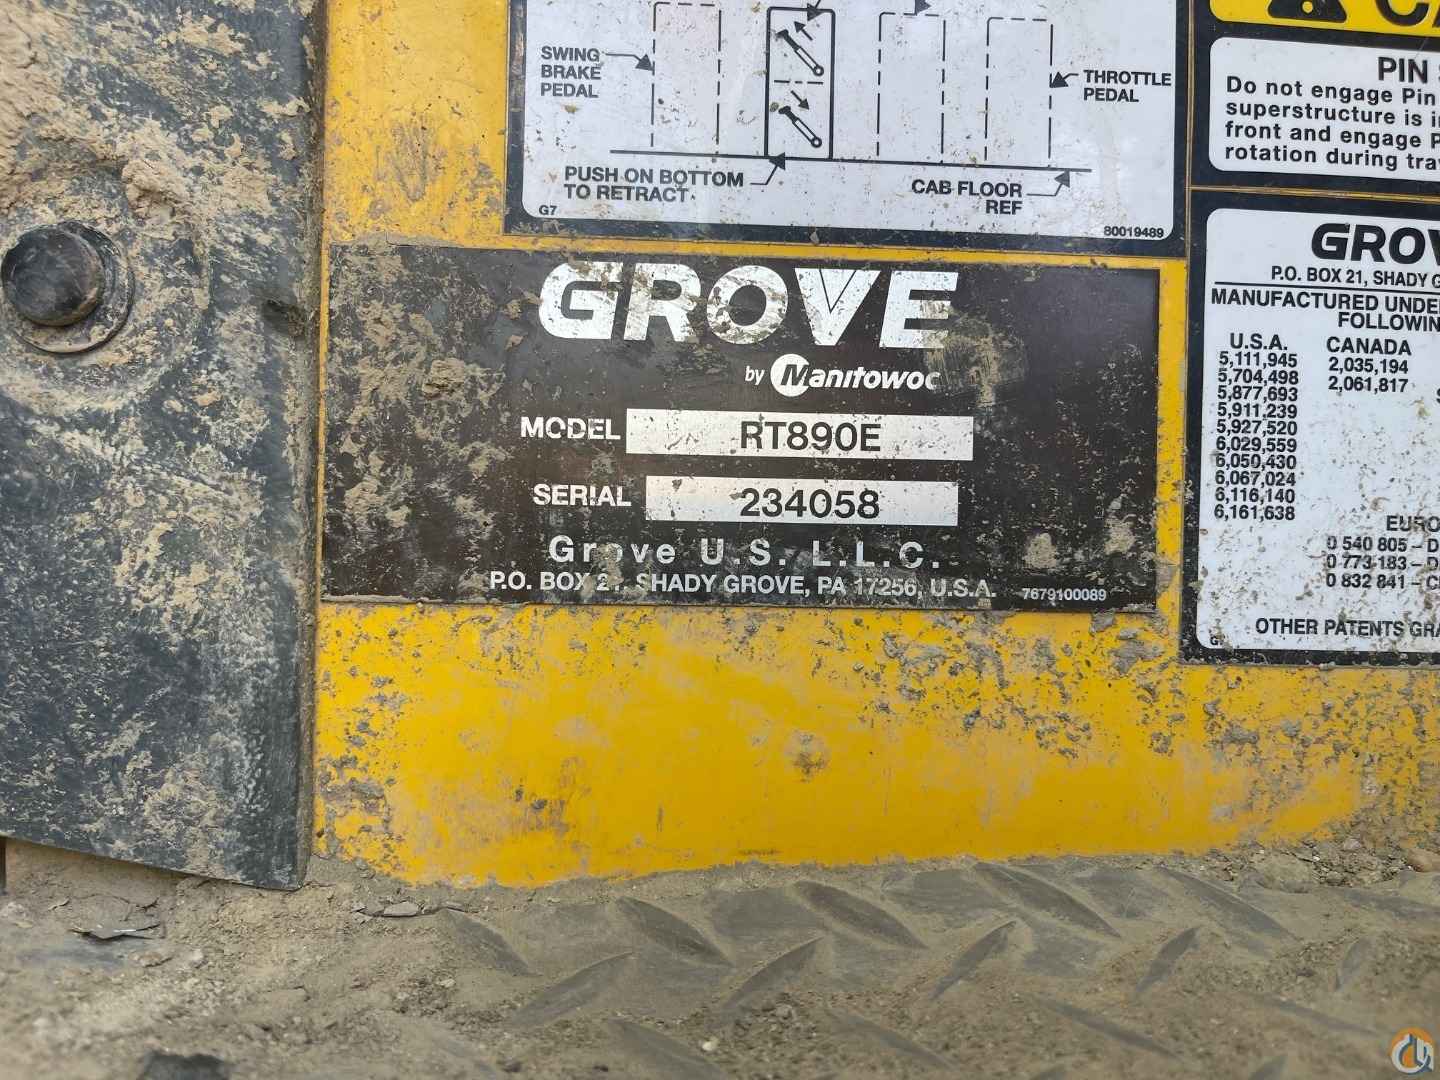 SWING
BRAKE
PEDAL
THROTTLE
PEDAL
PUSH ON BOTTOM
TO RETRACT
CAB FLOOR
REF
G7
80019489
PIN
Do not engage Pin
superstructure is
front and engage
rotation during
GROVE
by Manitowoc
MODEL RT890E
SERIAL 234058
Grove U.S. L.L.C.
P.O. BOX 21, SHADY GROVE, PA 17256, U.S.A.
7679100089
GROV
P.O. BOX 21, SHADY G
MANUFACTURED UNDE
FOLLOWIN
U.S.A. CANADA
5,111,945 2,035,194
5,704,498 2,061,817
5,877,693
5,911,239
5,927,520
6,029,559
6,050,430
6,067,024
6,116,140
6,161,638
EURO
0 540 805 – D
0 773 183 – D
0 832 841 – C
OTHER PATENTS GRA